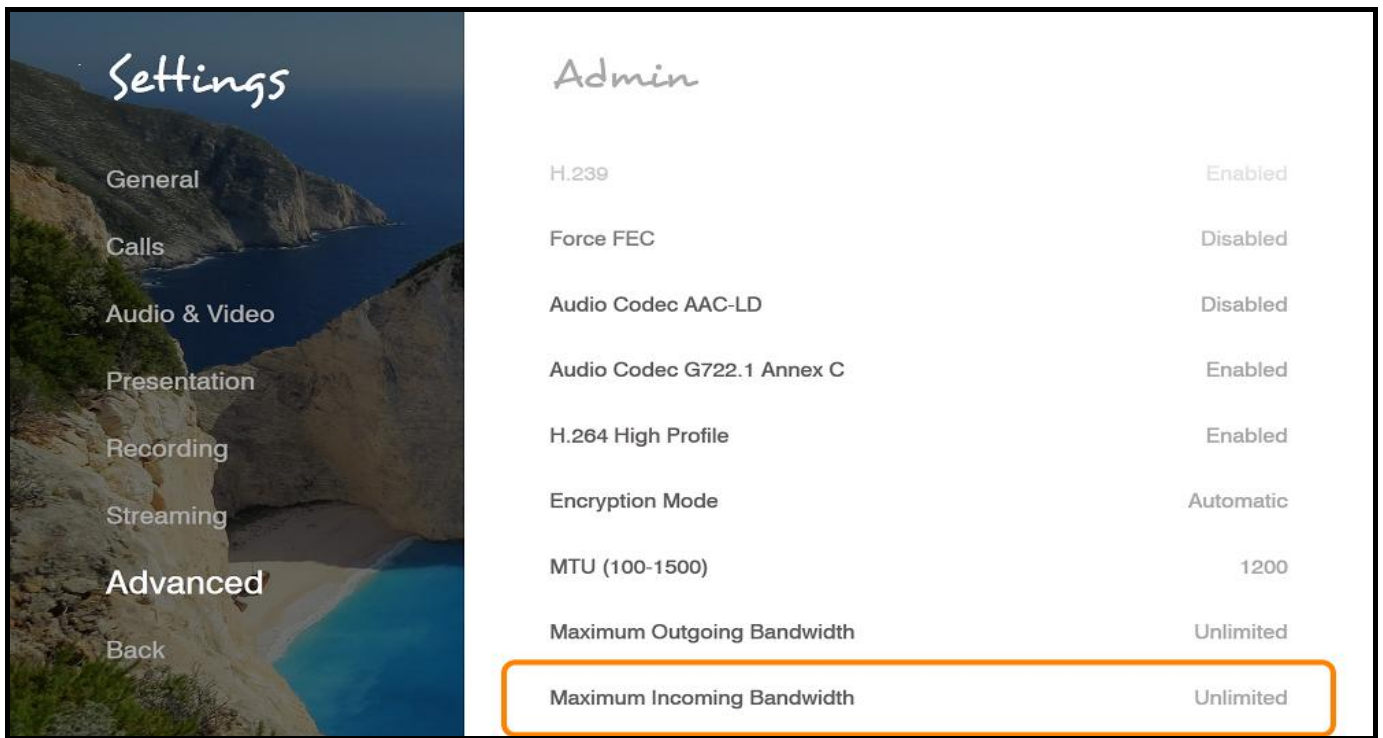 Settings
General
Calls
Audio & Video
Presentation
Recording
Streaming
Advanced
Back
Admin
H.239 Enabled
Force FEC Disabled
Audio Codec AAC-LD Disabled
Audio Codec G722.1 Annex C Enabled
H.264 High Profile Enabled
Encryption Mode Automatic
MTU (100-1500) 1200
Maximum Outgoing Bandwidth Unlimited
Maximum Incoming Bandwidth Unlimited